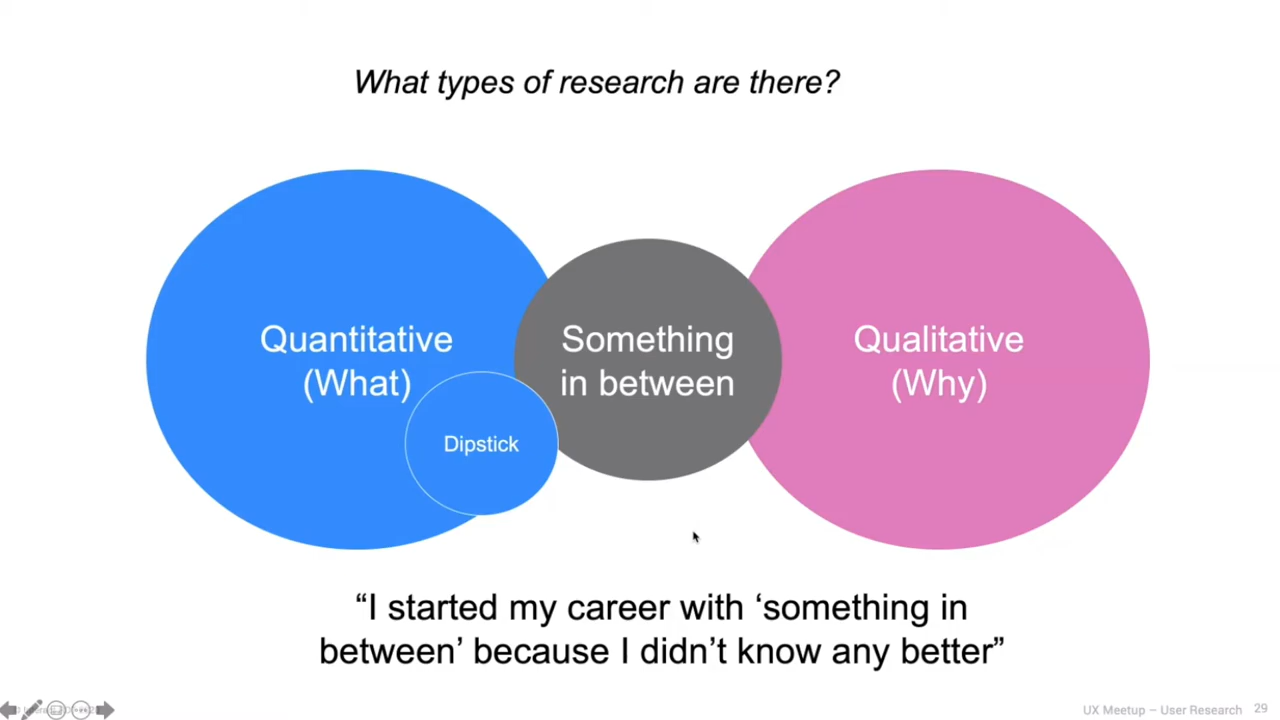 What types of research are there?
Quantitative
(What)
Something
in between
Qualitative
(Why)
Dipstick
“I started my career with ‘something in
between’ because I didn’t know any better”
UX Meetup – User Research 29